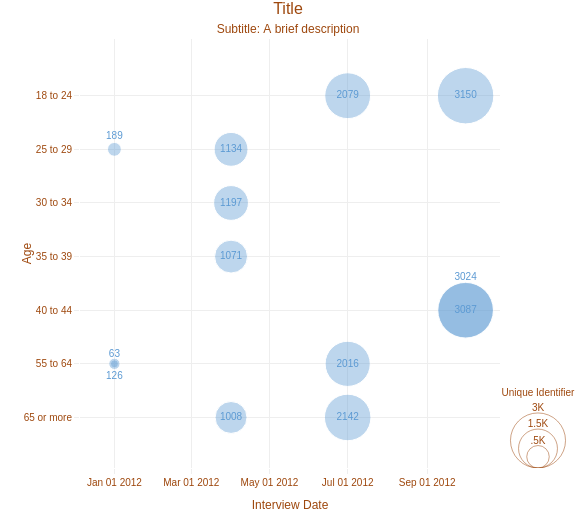 Title
Subtitle: A brief description
Age
18 to 24
2079
3150
189
25 to 29
1134
30 to 34
1197
35 to 39
1071
3024
40 to 44
3087
63
55 to 64
2016
126
65 or more
1008
2142
Unique Identifier
3K
1.5K
.5K
Jan 01 2012
Mar 01 2012
May 01 2012
Jul 01 2012
Sep 01 2012
Interview Date